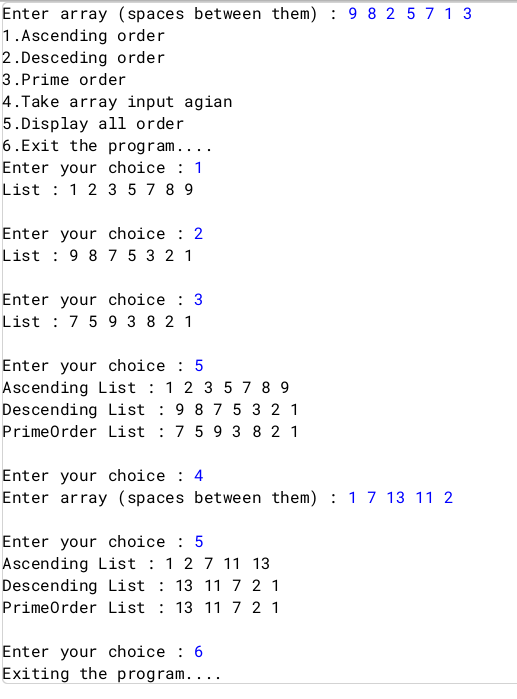 Enter array (spaces between them) : 9 8 2 5 7 1 3
1.Ascending order
2.Desceding order
3.Prime order
4.Take array input agian
5.Display all order
6.Exit the program....
Enter your choice : 1
List : 1 2 3 5 7 8 9
Enter your choice : 2
List : 9 8 7 5 3 2 1
Enter your choice : 3
List : 7 5 9 3 8 2 1
Enter your choice : 5
Ascending List : 1 2 3 5 7 8 9
Descending List : 9 8 7 5 3 2 1
PrimeOrder List : 7 5 9 3 8 2 1
Enter your choice : 4
Enter array (spaces between them) : 1 7 13 11 2
Enter your choice : 5
Ascending List : 1 2 7 11 13
Descending List : 13 11 7 2 1
PrimeOrder List : 13 11 7 2 1
Enter your choice : 6
Exiting the program....